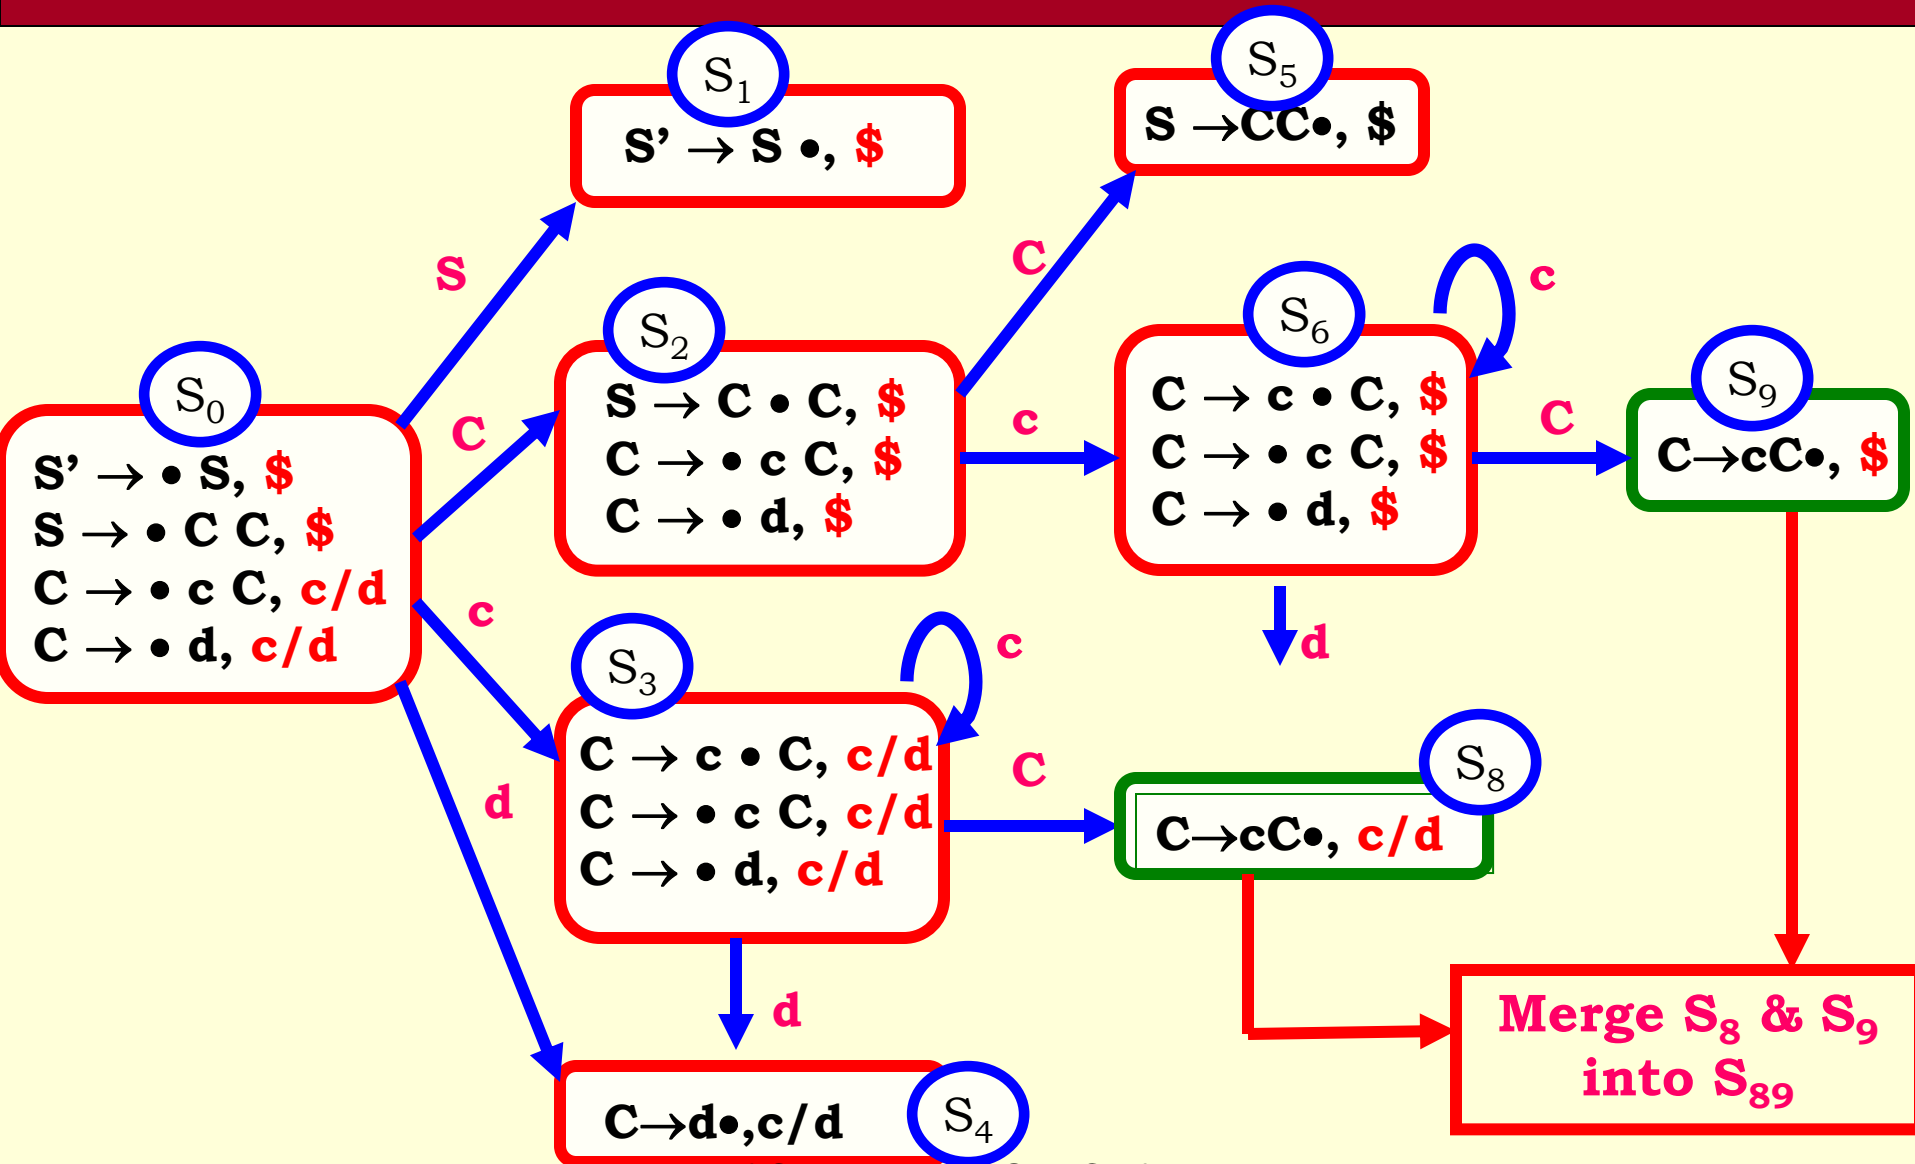 S₁
S' → S •, $
S₅
S →CC•, $
S
C
c
S₀
S' → • S, $
S → • C C, $
C → • c C, c/d
C → • d, c/d
C
S₂
S → C • C, $
C → • c C, $
C → • d, $
c
S₆
C → c • C, $
C → • c C, $
C → • d, $
C
S₉
C→cC•, $
c
d
S₃
C → c • C, c/d
C → • c C, c/d
C → • d, c/d
c
d
C
S₈
C→cC•, c/d
d
C→d•,c/d
S₄
Merge S₈ & S₉
into S₈₉